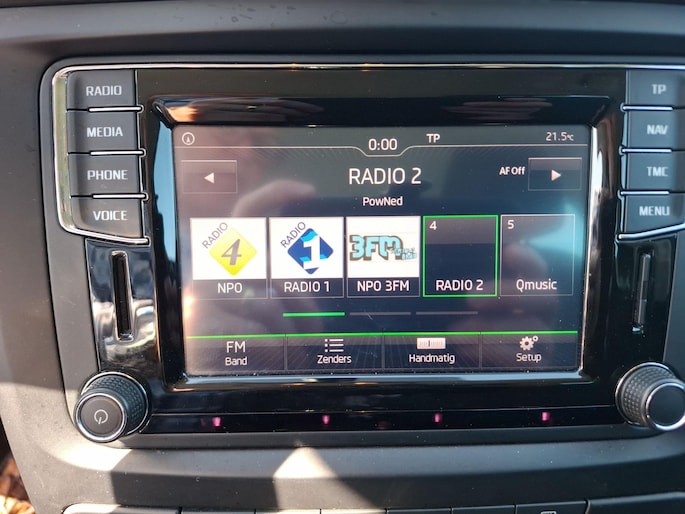 RADIO
MEDIA
PHONE
VOICE
TP
NAV
TMC
MENU
0:00 TP 21.5°C
RADIO 2 AF Off
PowNed
RADIO 4
RADIO 1
3FM
4
5
NPO RADIO 1 NPO 3FM RADIO 2 Qmusic
FM
Band Zenders Handmatig Setup